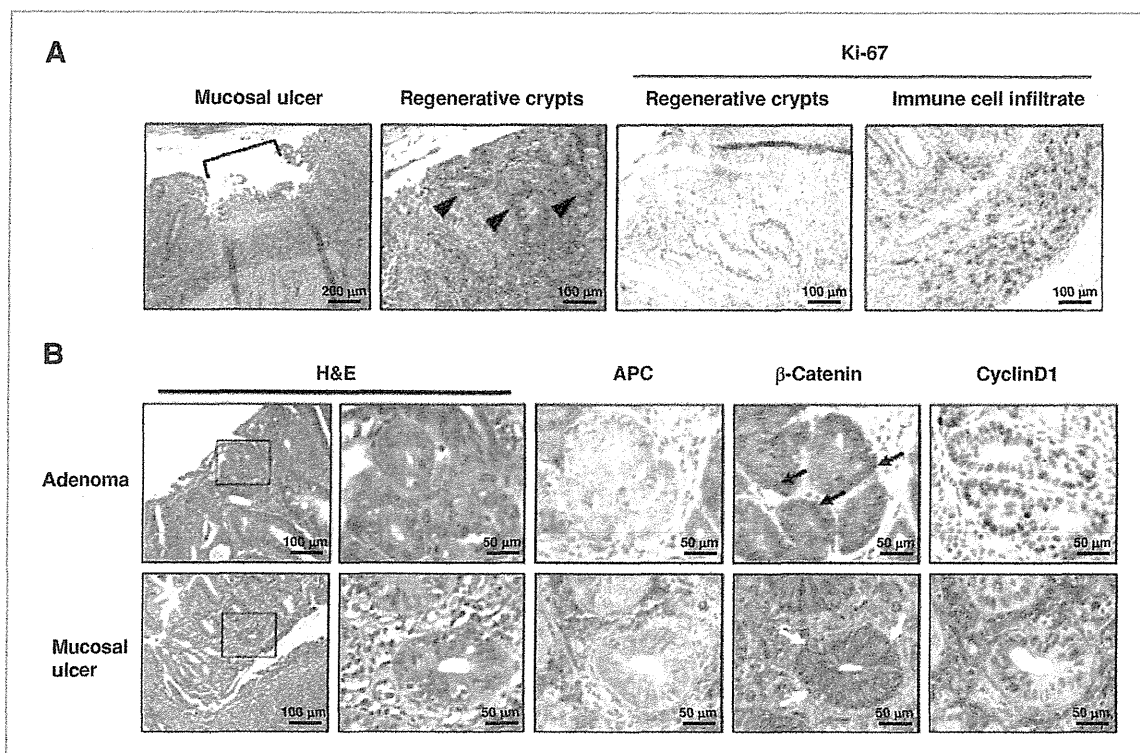 A
Ki-67
Mucosal ulcer
Regenerative crypts
Regenerative crypts
Immune cell infiltrate
200 μm
100 μm
100 μm
100 μm
B
H&E
APC
β-Catenin
CyclinD1
Adenoma
100 μm
50 μm
50 μm
50 μm
50 μm
Mucosal
ulcer
100 μm
50 μm
50 μm
50 μm
50 μm